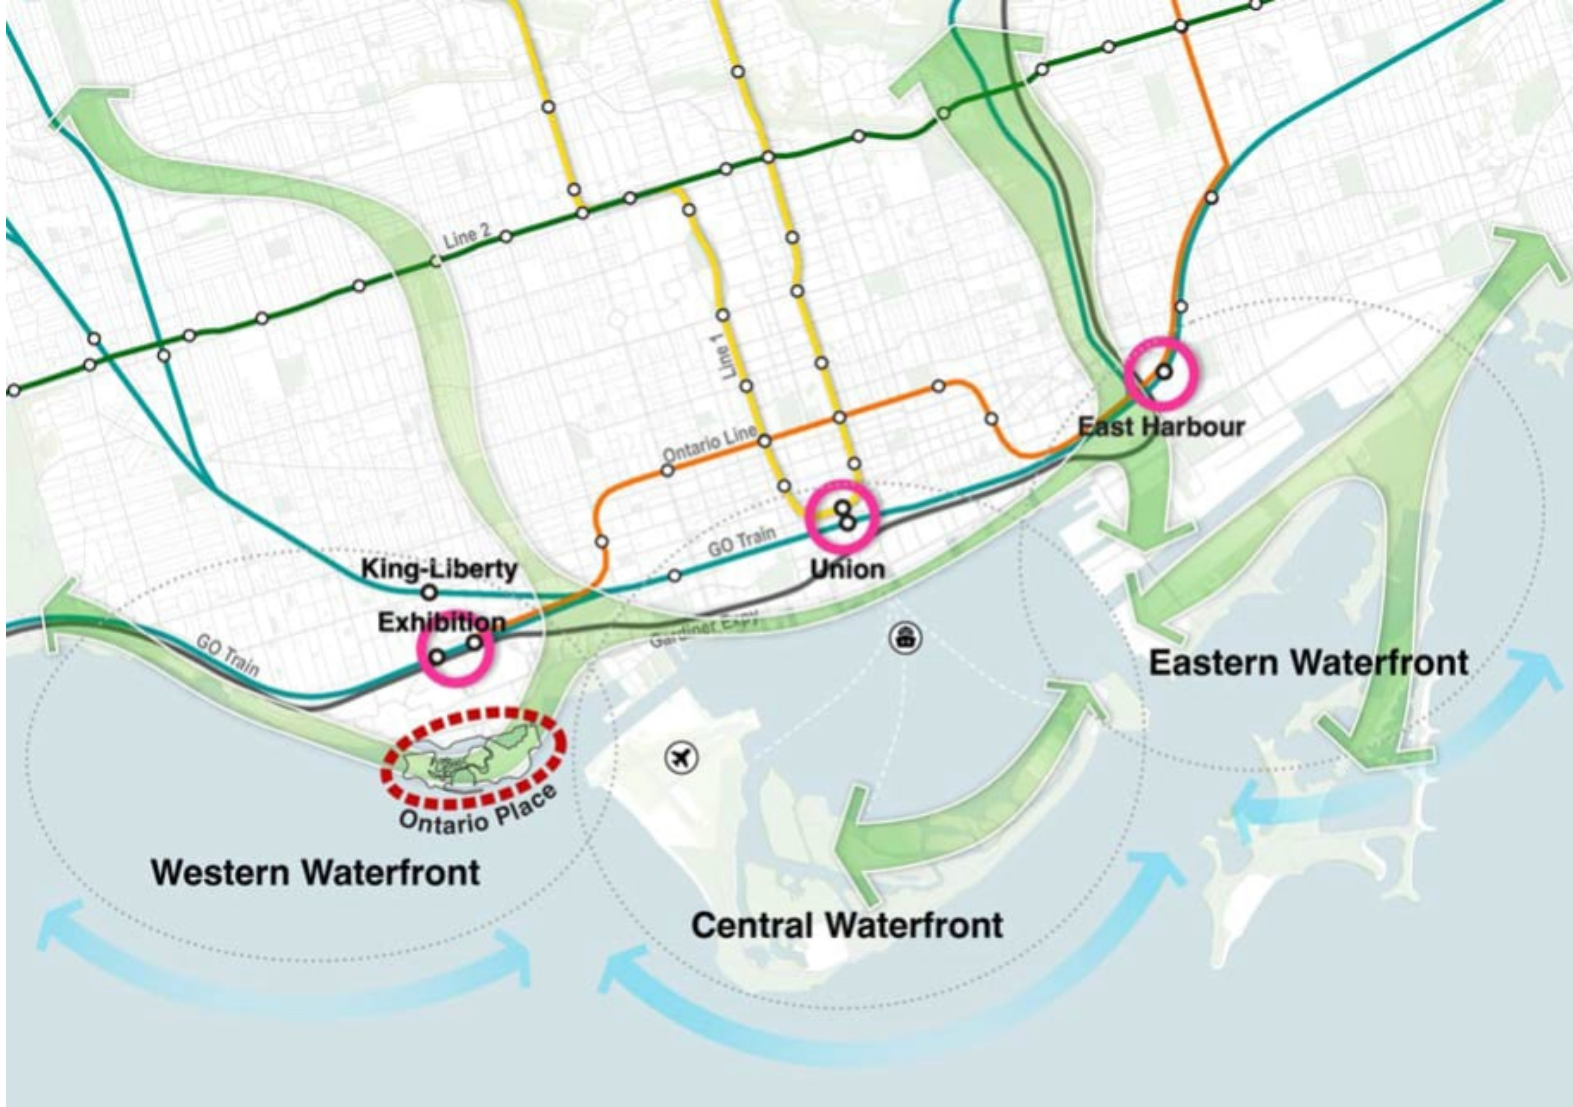 Line 2
Line 1
Ontario Line
East Harbour
GO Train
King-Liberty
Union
Exhibition
Gardiner Expy
GO Train
Eastern Waterfront
Ontario Place
Western Waterfront
Central Waterfront